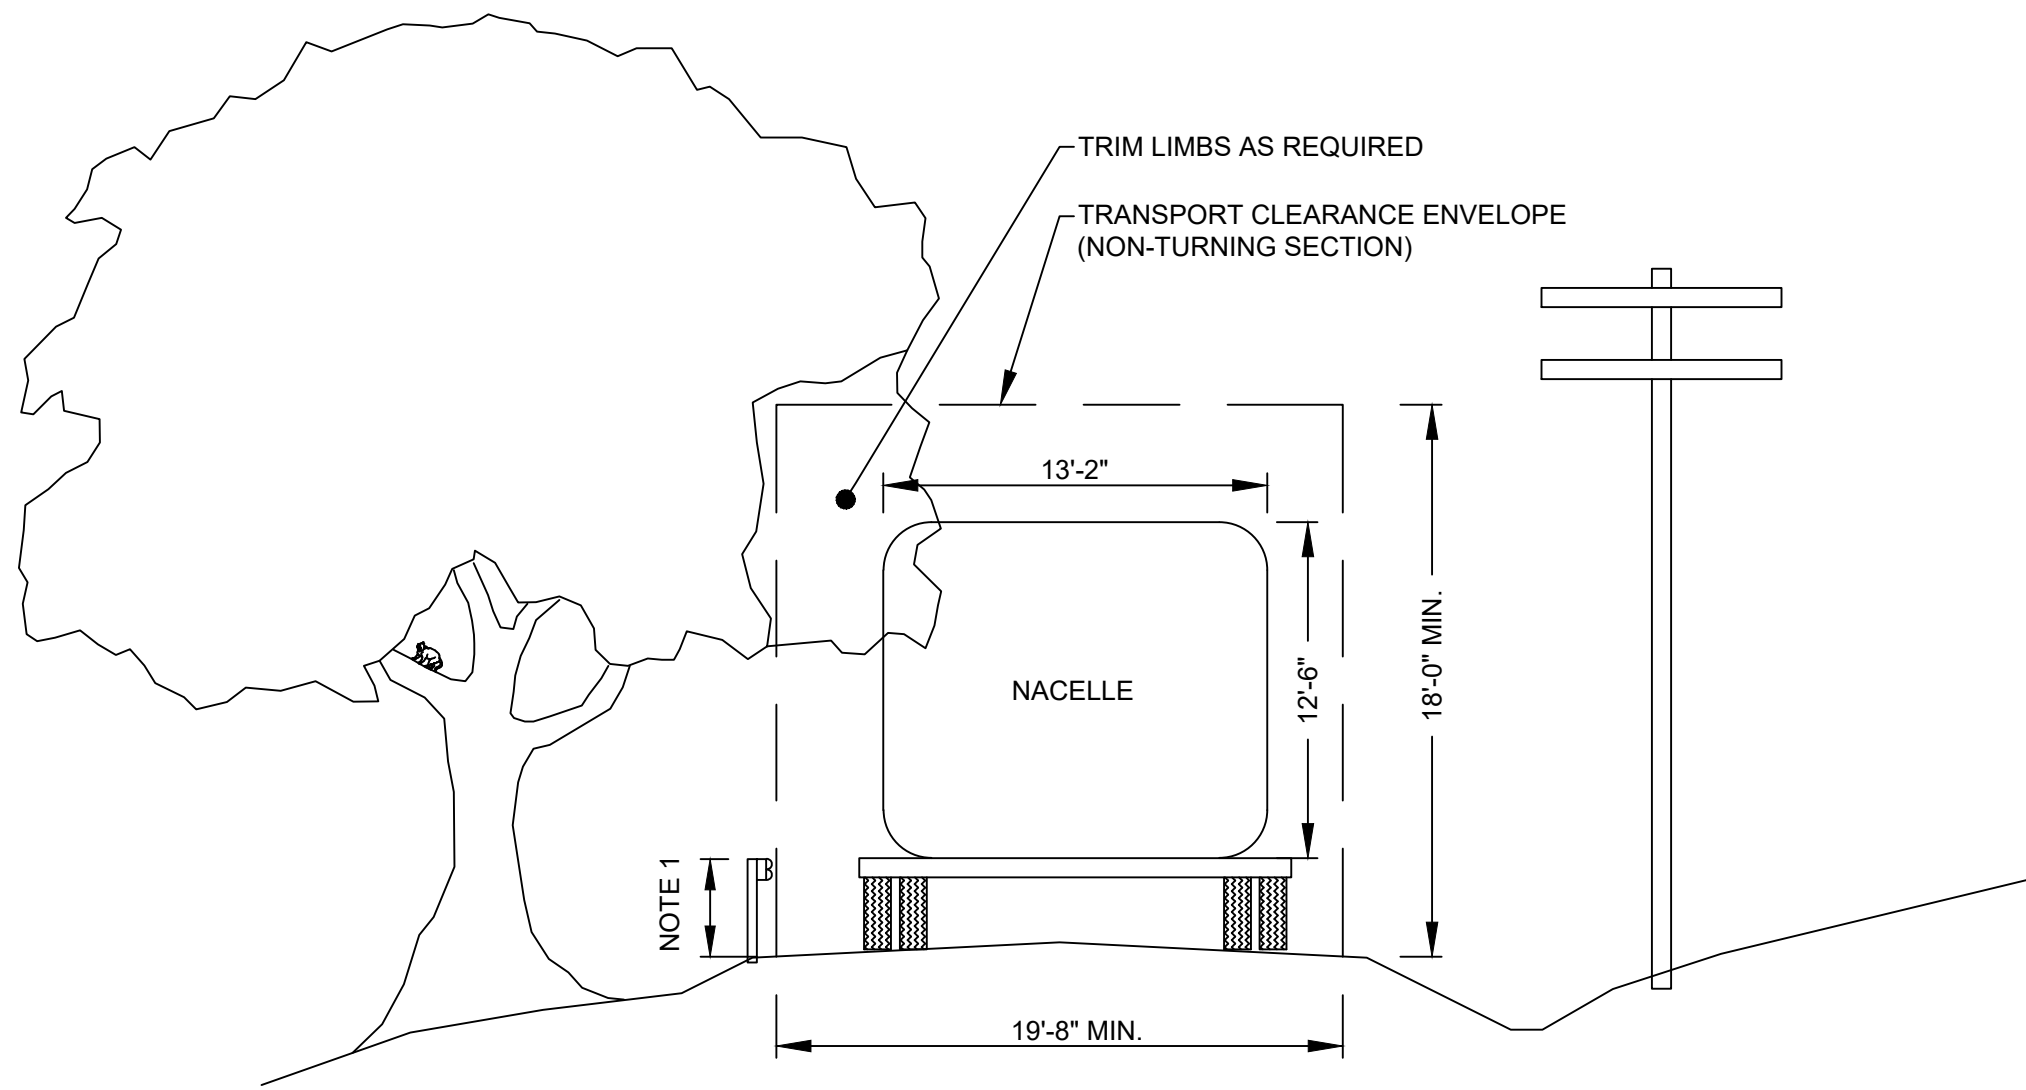 TRIM LIMBS AS REQUIRED
TRANSPORT CLEARANCE ENVELOPE
(NON-TURNING SECTION)
13'-2"
NACELLE
12'-6"
18'-0" MIN.
NOTE 1
19'-8" MIN.